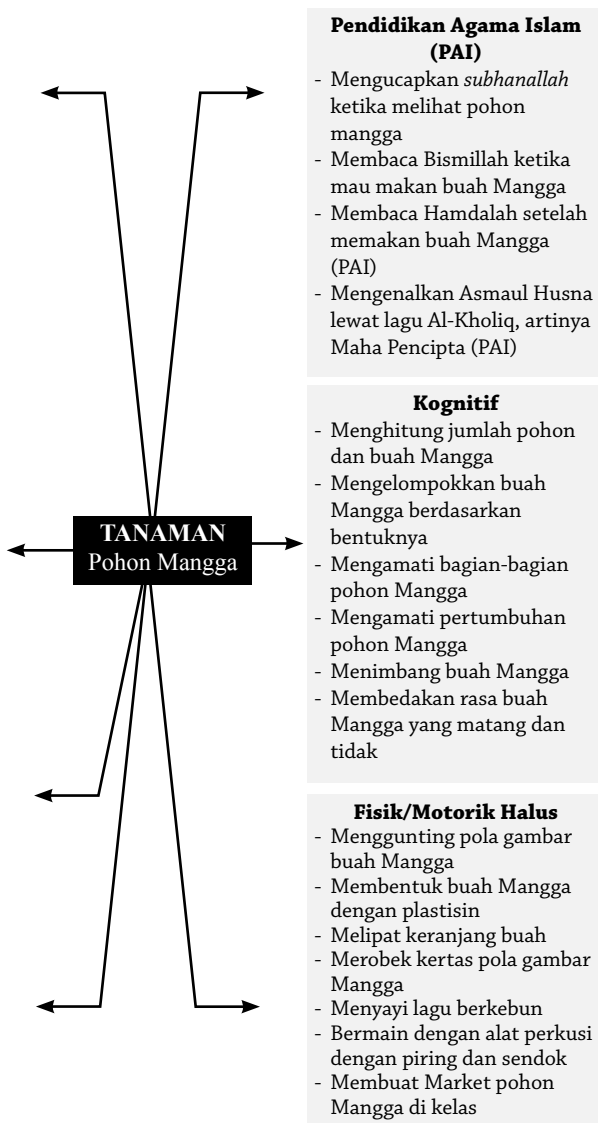 Pendidikan Agama Islam
(PAI)
- Mengucapkan subhanallah
ketika melihat pohon
mangga
- Membaca Bismillah ketika
mau makan buah Mangga
- Membaca Hamdalah setelah
memakan buah Mangga
(PAI)
- Mengenalkan Asmaul Husna
lewat lagu Al-Kholiq, artinya
Maha Pencipta (PAI)
TANAMAN
Pohon Mangga
Kognitif
- Menghitung jumlah pohon
dan buah Mangga
- Mengelompokkan buah
Mangga berdasarkan
bentuknya
- Mengamati bagian-bagian
pohon Mangga
- Mengamati pertumbuhan
pohon Mangga
- Menimbang buah Mangga
- Membedakan rasa buah
Mangga yang matang dan
tidak
Fisik/Motorik Halus
- Menggunting pola gambar
buah Mangga
- Membentuk buah Mangga
dengan plastisin
- Melipat keranjang buah
- Merobek kertas pola gambar
Mangga
- Menyayi lagu berkebun
- Bermain dengan alat perkusi
dengan piring dan sendok
- Membuat Market pohon
Mangga di kelas